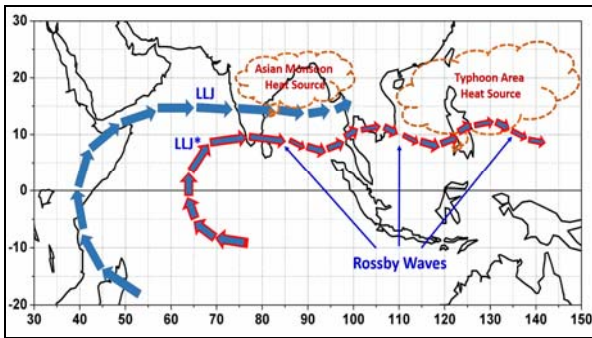 30
20
10
0
-10
-20
30 40 50 60 70 80 90 100 110 120 130 140 150
LLJ
Asian Monsoon
Heat Source
Typhoon Area
Heat Source
LLJ*
Rossby Waves